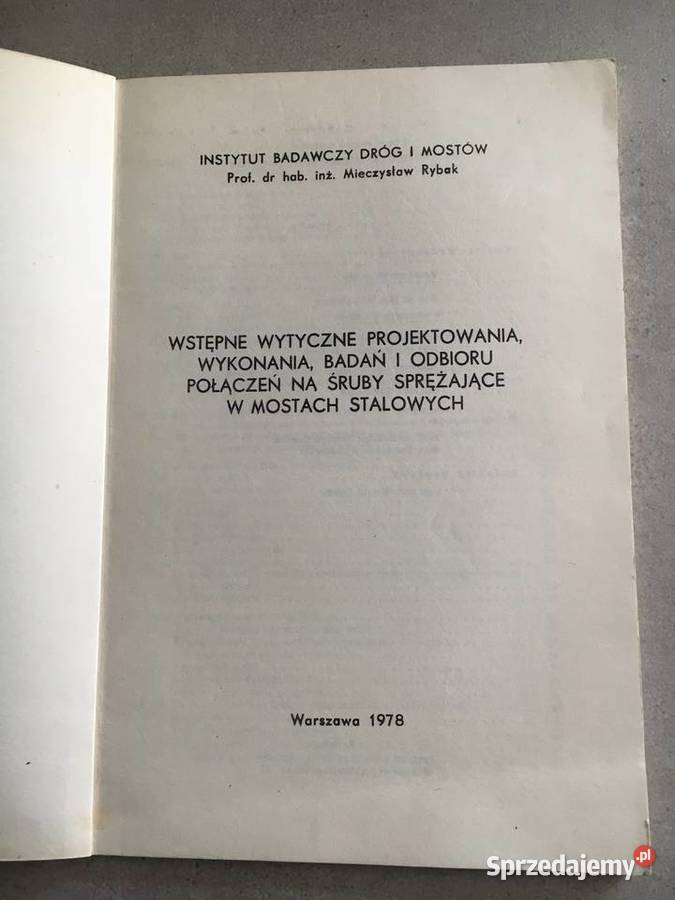 INSTYTUT BADAWCZY DRÓG I MOSTÓW
Prof. dr hab. inż. Mieczysław Rybak
WSTĘPNE WYTYCZNE PROJEKTOWANIA,
WYKONANIA, BADAŃ I ODBIORU
POŁĄCZEŃ NA ŚRUBY SPRĘŻAJĄCE
W MOSTACH STALOWYCH
Warszawa 1978
Sprzedajemy.pl